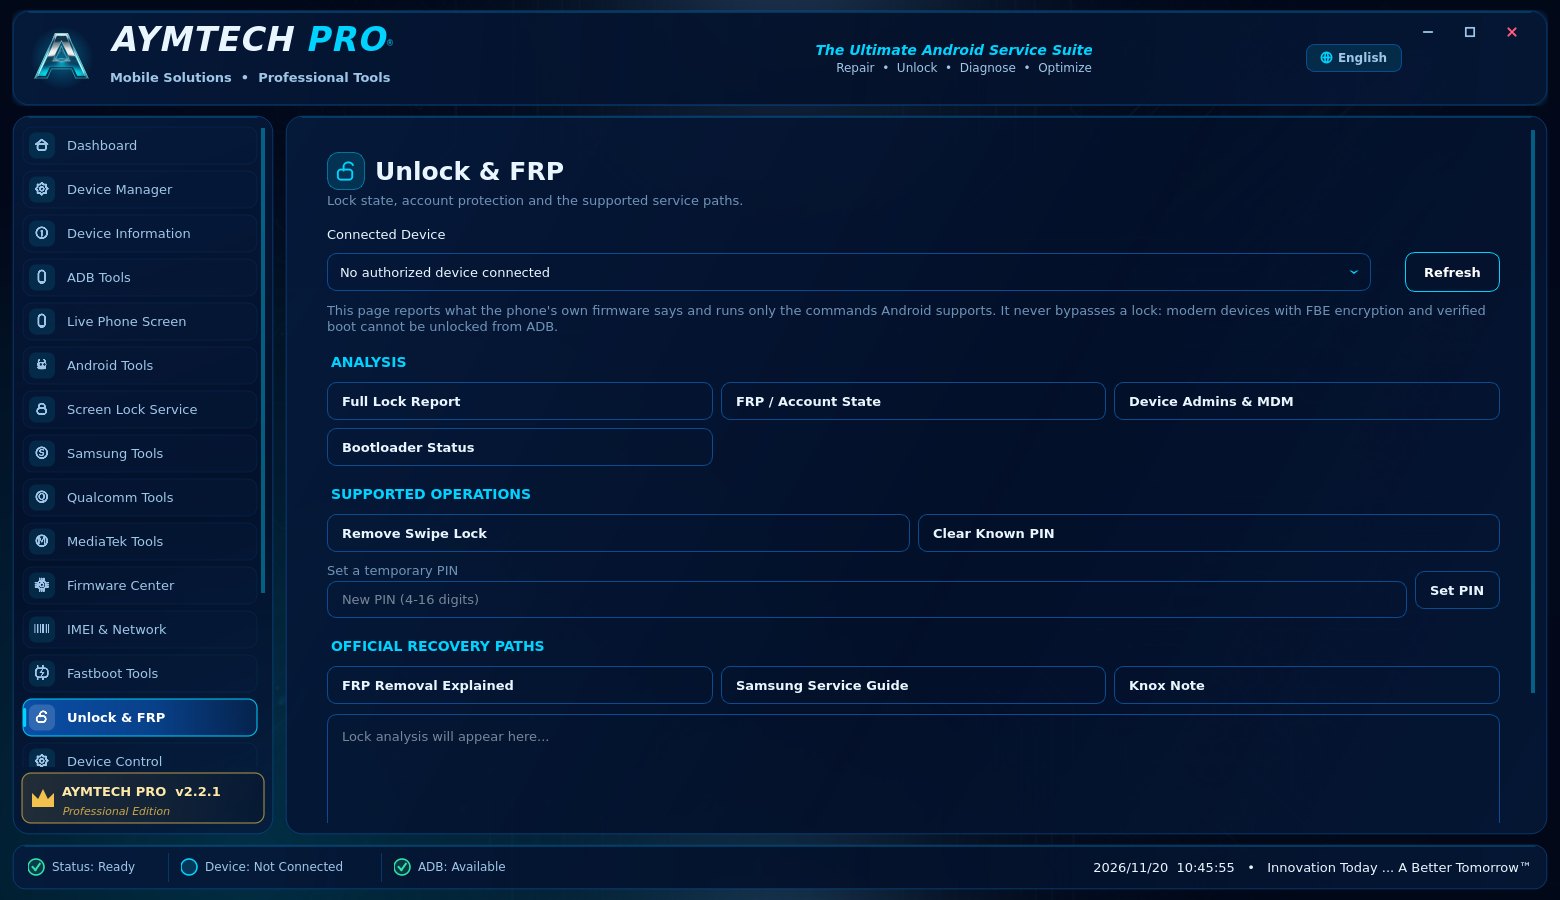 AYMTECH PRO®
Mobile Solutions • Professional Tools
The Ultimate Android Service Suite
Repair • Unlock • Diagnose • Optimize
English
Dashboard
Device Manager
Device Information
ADB Tools
Live Phone Screen
Android Tools
Screen Lock Service
Samsung Tools
Qualcomm Tools
MediaTek Tools
Firmware Center
IMEI & Network
Fastboot Tools
Unlock & FRP
Device Control
AYMTECH PRO v2.2.1
Professional Edition
Unlock & FRP
Lock state, account protection and the supported service paths.
Connected Device
No authorized device connected
Refresh
This page reports what the phone's own firmware says and runs only the commands Android supports. It never bypasses a lock: modern devices with FBE encryption and verified
boot cannot be unlocked from ADB.
ANALYSIS
Full Lock Report
FRP / Account State
Device Admins & MDM
Bootloader Status
SUPPORTED OPERATIONS
Remove Swipe Lock
Clear Known PIN
Set a temporary PIN
New PIN (4-16 digits)
Set PIN
OFFICIAL RECOVERY PATHS
FRP Removal Explained
Samsung Service Guide
Knox Note
Lock analysis will appear here...
Status: Ready
Device: Not Connected
ADB: Available
2026/11/20 10:45:55 • Innovation Today ... A Better Tomorrow™